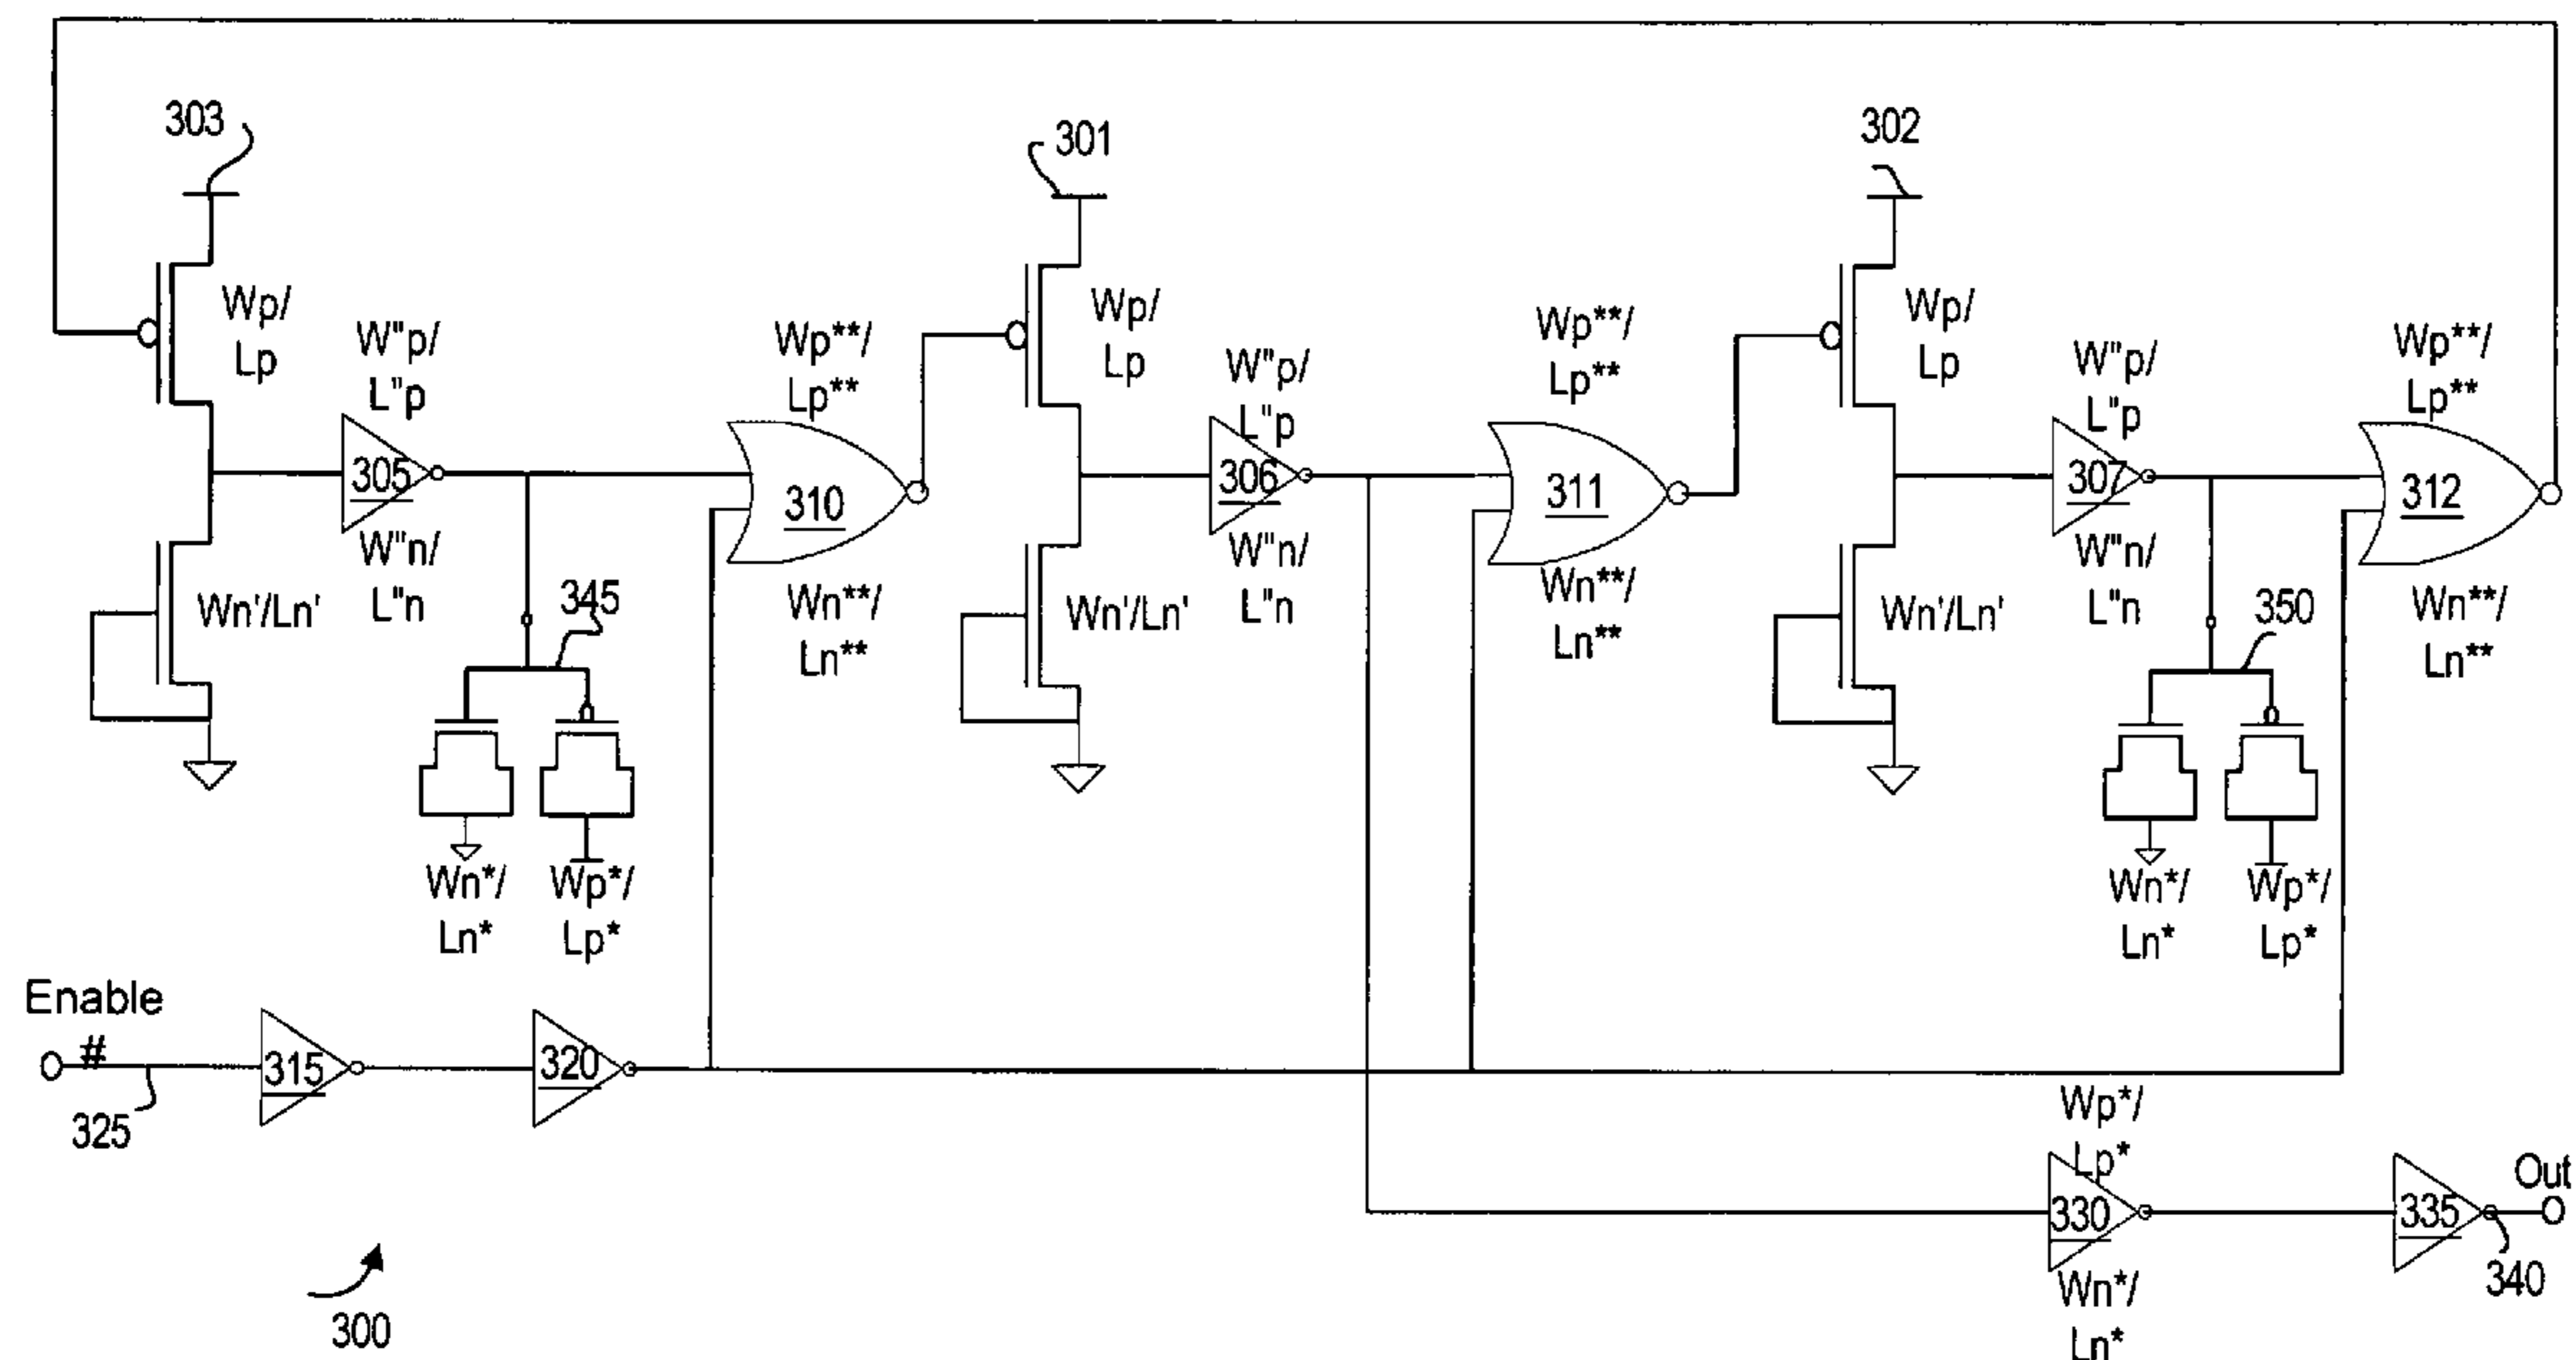 303
301
302
Wp/
Lp
W"p/
L"p
305
W"n/
L"n
Wn'/Ln'
345
Wn*/
Ln*
Wp*/
Lp*
Wp**/
Lp**
310
Wn**/
Ln**
Wp/
Lp
W"p/
L"p
306
W"n/
L"n
Wn'/Ln'
Wp**/
Lp**
311
Wn**/
Ln**
Wp/
Lp
W"p/
L"p
307
W"n/
L"n
Wn'/Ln'
350
Wn*/
Ln*
Wp*/
Lp*
Wp**/
Lp**
312
Wn**/
Ln**
Enable
#
325
315
320
Wp*/
Lp*
330
Wn*/
Ln*
335
Out
340
300